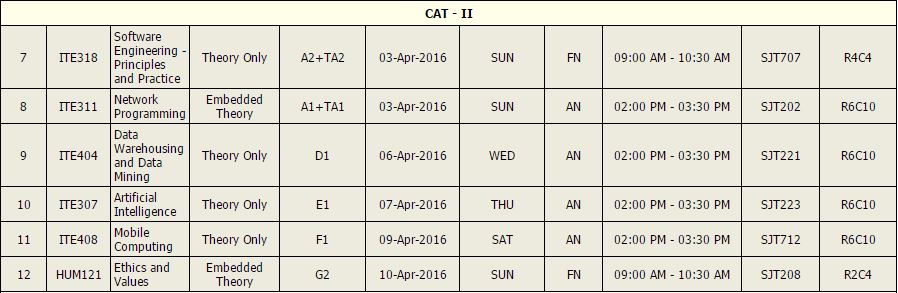 CAT - II
7 ITE318 Software Engineering - Principles and Practice Theory Only A2+TA2 03-Apr-2016 SUN FN 09:00 AM - 10:30 AM SJT707 R4C4
8 ITE311 Network Programming Embedded Theory A1+TA1 03-Apr-2016 SUN AN 02:00 PM - 03:30 PM SJT202 R6C10
9 ITE404 Data Warehousing and Data Mining Theory Only D1 06-Apr-2016 WED AN 02:00 PM - 03:30 PM SJT221 R6C10
10 ITE307 Artificial Intelligence Theory Only E1 07-Apr-2016 THU AN 02:00 PM - 03:30 PM SJT223 R6C10
11 ITE408 Mobile Computing Theory Only F1 09-Apr-2016 SAT AN 02:00 PM - 03:30 PM SJT712 R6C10
12 HUM121 Ethics and Values Embedded Theory G2 10-Apr-2016 SUN FN 09:00 AM - 10:30 AM SJT208 R2C4